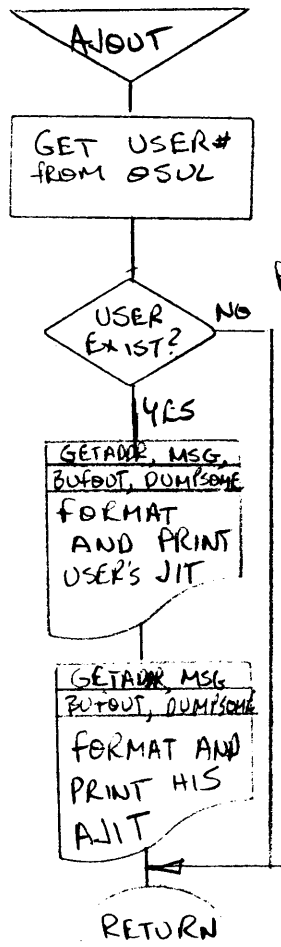 AJOUT
GET USER#
FROM OSUL
USER
EXIST?
NO
YES
GETADDR, MSG,
BUFOUT, DUMPSOME
FORMAT
AND PRINT
USER'S JIT
GETADDR, MSG
BUFOUT, DUMPSOME
FORMAT AND
PRINT HIS
AJIT
RETURN